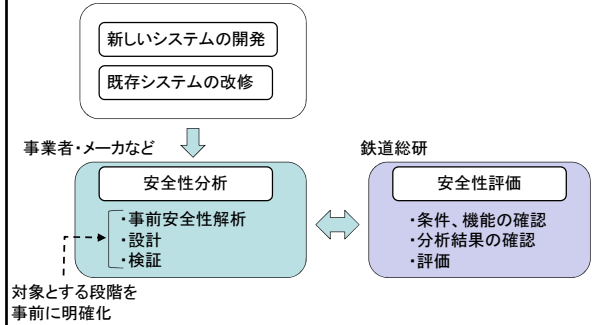 新しいシステムの開発
既存システムの改修
事業者・メーカなど
鉄道総研
安全性分析
・事前安全性解析
・設計
・検証
安全性評価
・条件、機能の確認
・分析結果の確認
・評価
対象とする段階を
事前に明確化